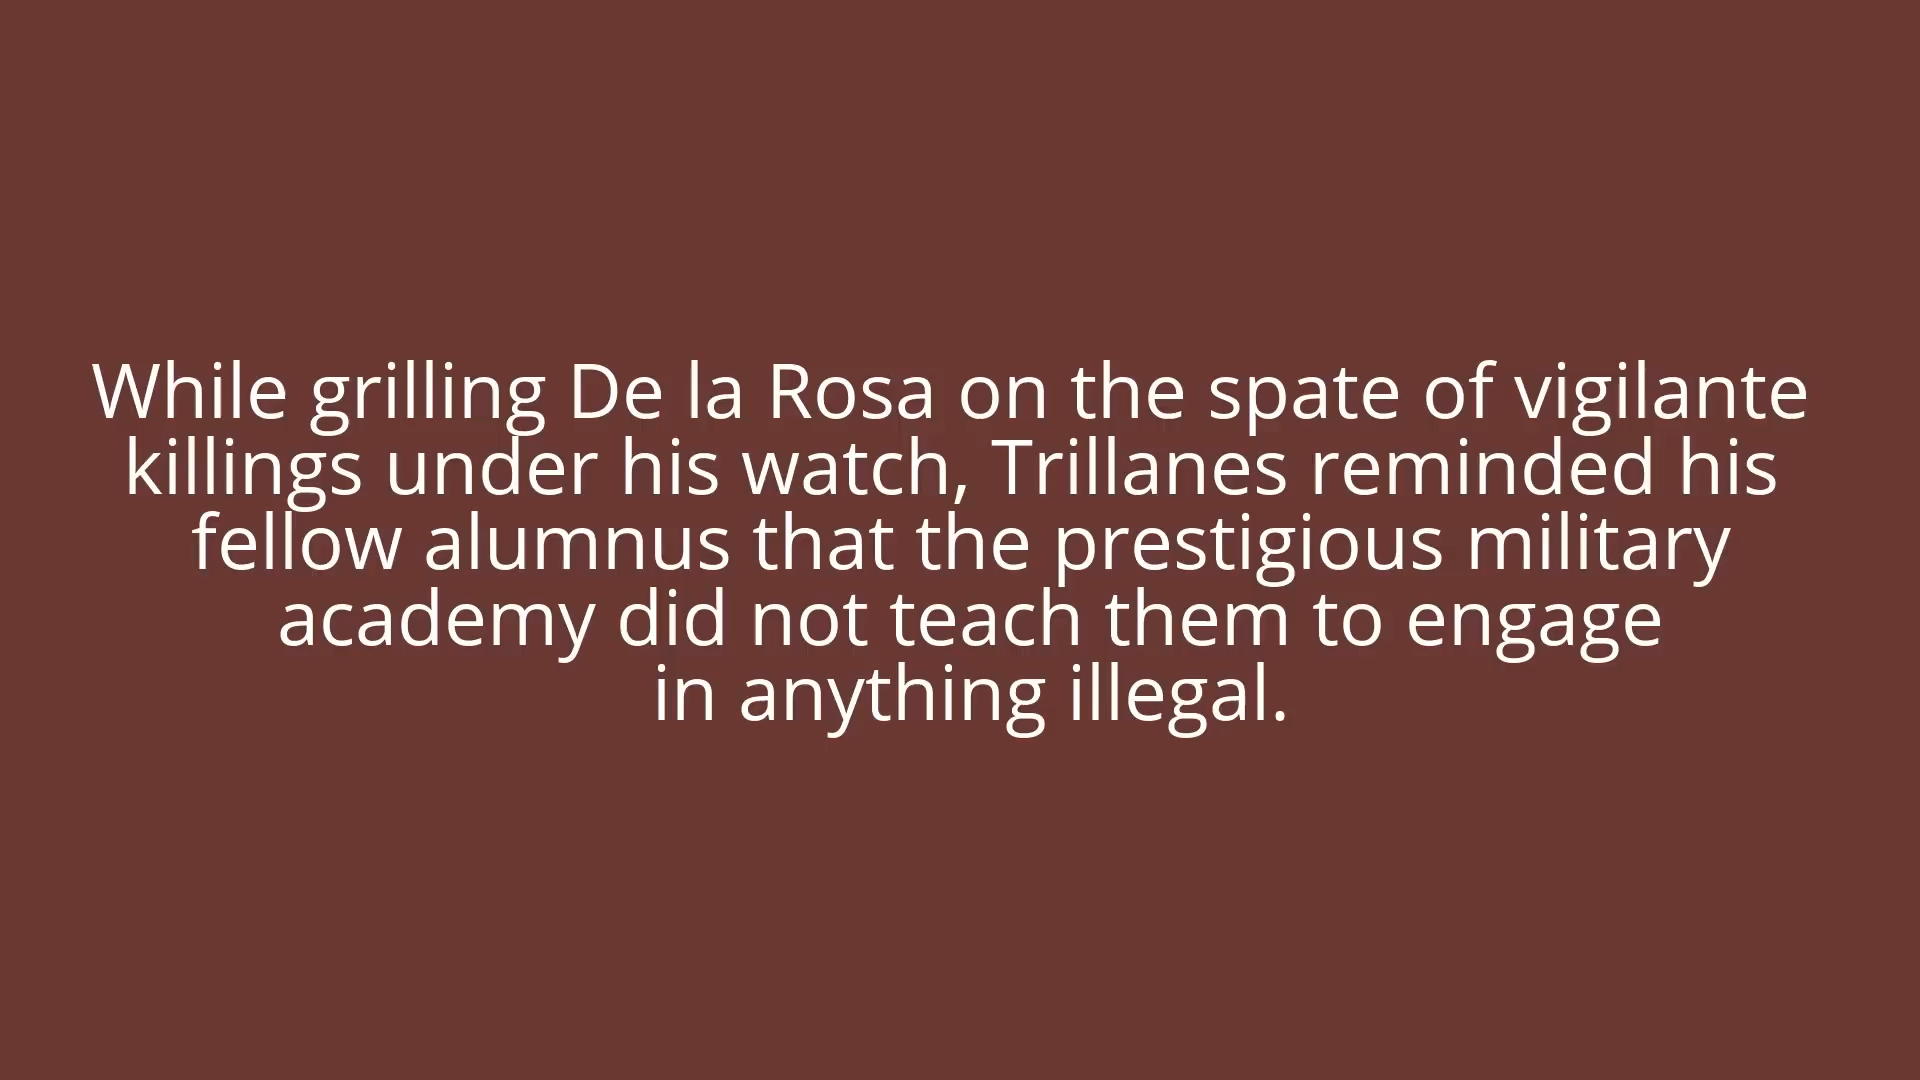 While grilling De la Rosa on the spate of vigilante
killings under his watch, Trillanes reminded his
fellow alumnus that the prestigious military
academy did not teach them to engage
in anything illegal.